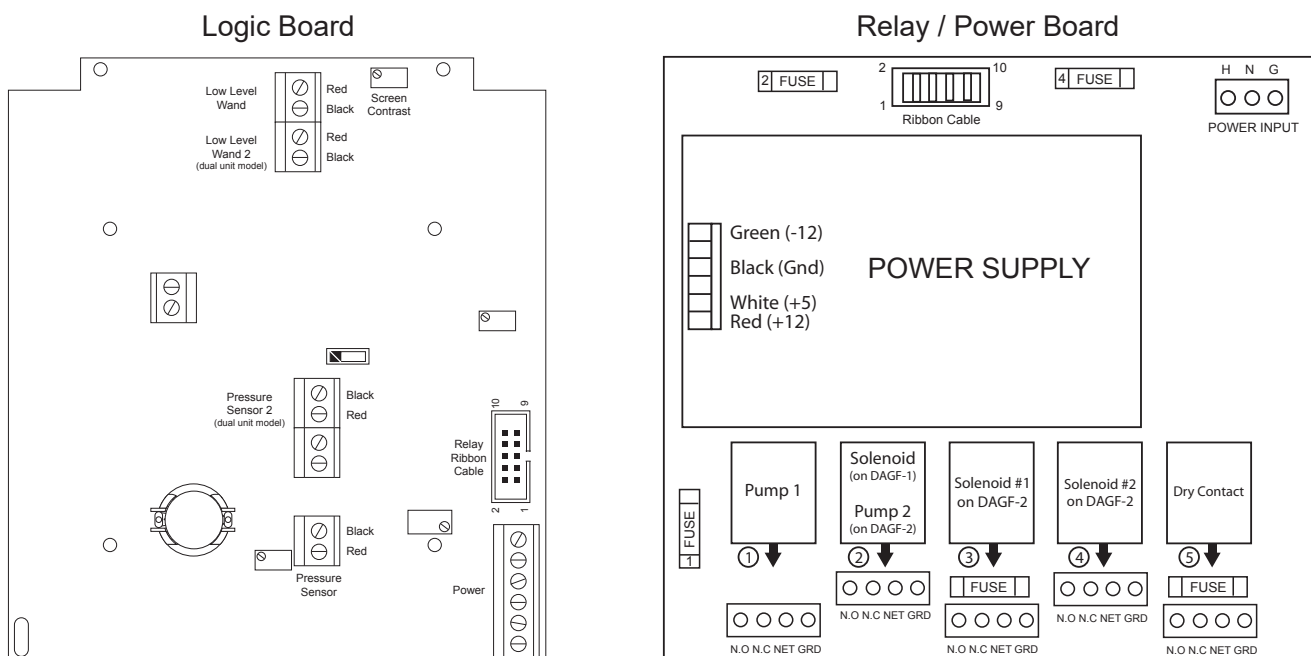 Logic Board
Low Level
Wand
Red
Black
Screen
Contrast
Low Level
Wand 2
(dual unit model)
Red
Black
Pressure
Sensor 2
(dual unit model)
Black
Red
10 9
Relay
Ribbon
Cable
2 1
Black
Red
Pressure
Sensor
Power
Relay / Power Board
2 FUSE
2 10
1 9
Ribbon Cable
4 FUSE
H N G
POWER INPUT
Green (-12)
Black (Gnd)
White (+5)
Red (+12)
POWER SUPPLY
1 FUSE
Pump 1
Solenoid
(on DAGF-1)
Pump 2
(on DAGF-2)
Solenoid #1
on DAGF-2
Solenoid #2
on DAGF-2
Dry Contact
1
2
3
4
5
FUSE
FUSE
N.O N.C NET GRD
N.O N.C NET GRD
N.O N.C NET GRD
N.O N.C NET GRD
N.O N.C NET GRD